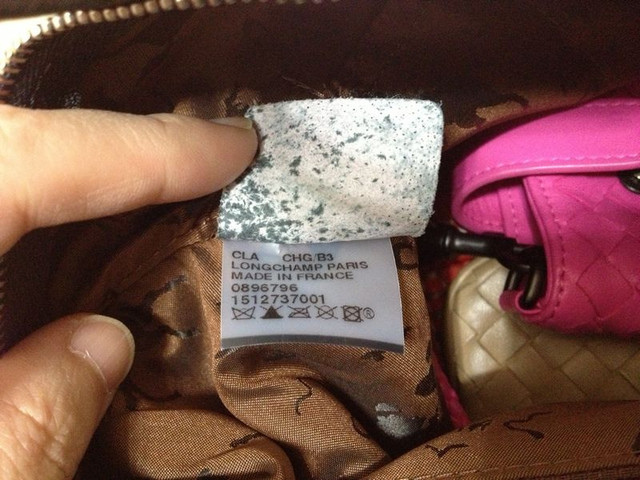 CLA CHG/B3
LONGCHAMP PARIS
MADE IN FRANCE
0896796
1512737001
®